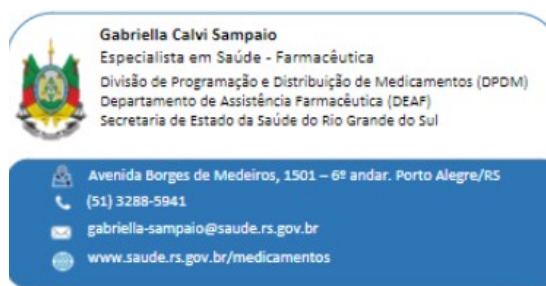 Gabriella Calvi Sampaio
Especialista em Saúde - Farmacêutica
Divisão de Programação e Distribuição de Medicamentos (DPDM)
Departamento de Assistência Farmacêutica (DEAF)
Secretaria de Estado da Saúde do Rio Grande do Sul
Avenida Borges de Medeiros, 1501 – 6º andar. Porto Alegre/RS
(51) 3288-5941
gabriella-sampaio@saude.rs.gov.br
www.saude.rs.gov.br/medicamentos